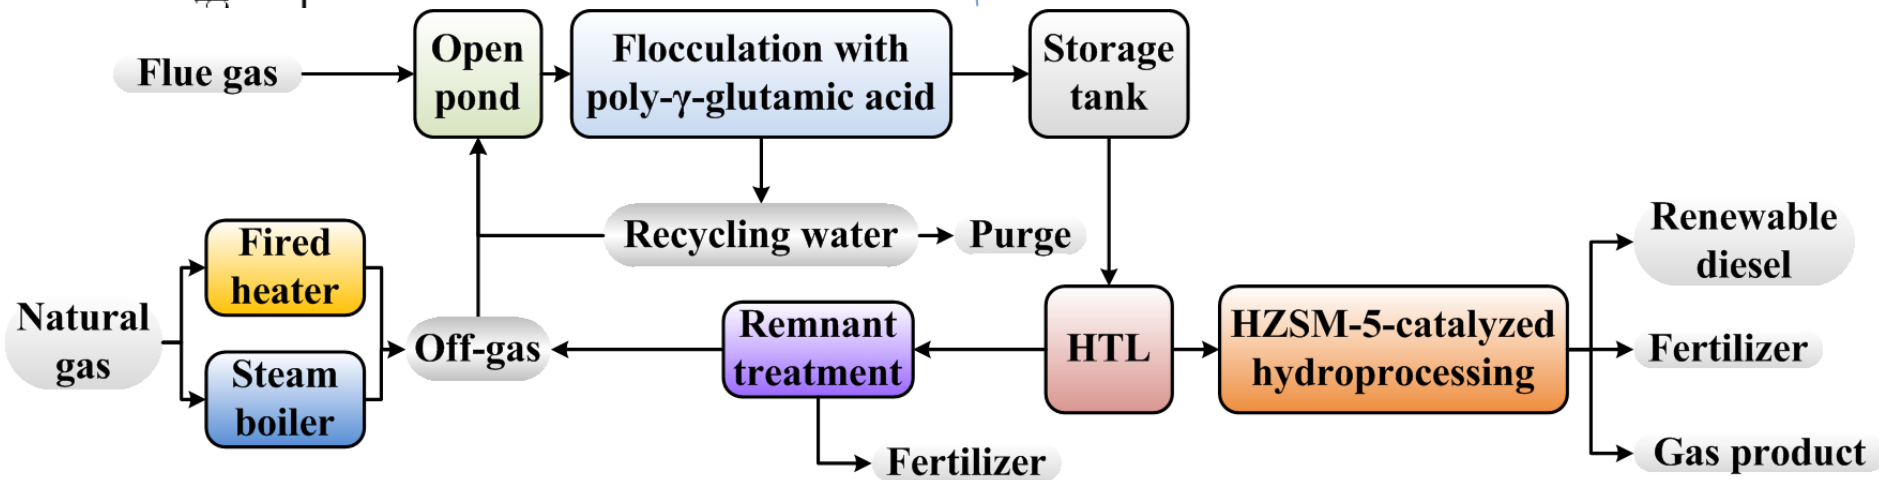 Flue gas
Open
pond
Flocculation with
poly-γ-glutamic acid
Storage
tank
Recycling water
Purge
Natural
gas
Fired
heater
Steam
boiler
Off-gas
Remnant
treatment
Fertilizer
HTL
HZSM-5-catalyzed
hydroprocessing
Renewable
diesel
Fertilizer
Gas product